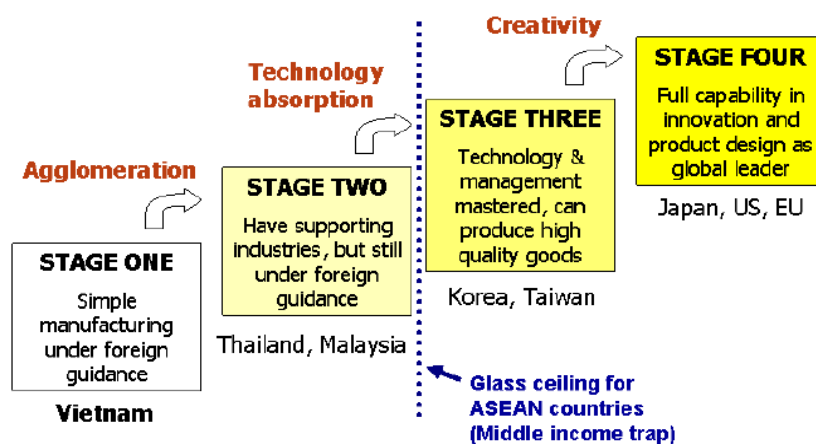 Agglomeration
STAGE ONE
Simple
manufacturing
under foreign
guidance
Vietnam
Technology
absorption
STAGE TWO
Have supporting
industries, but still
under foreign
guidance
Thailand, Malaysia
Creativity
STAGE THREE
Technology &
management
mastered, can
produce high
quality goods
Korea, Taiwan
STAGE FOUR
Full capability in
innovation and
product design as
global leader
Japan, US, EU
Glass ceiling for
ASEAN countries
(Middle income trap)